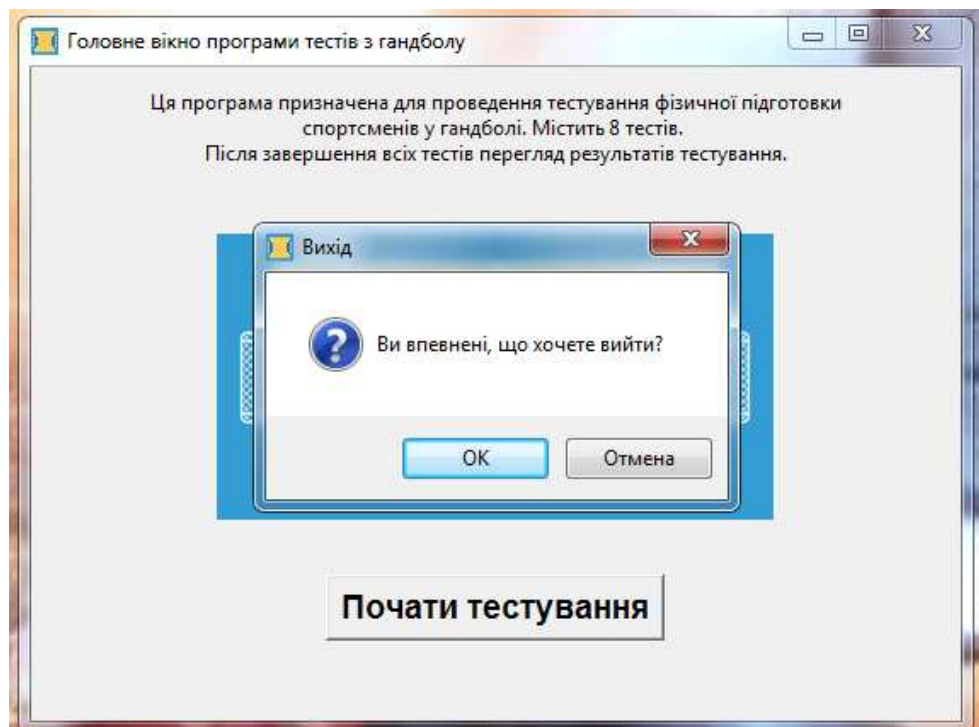 Головне вікно програми тестів з гандболу
Ця програма призначена для проведення тестування фізичної підготовки
спортсменів у гандболі. Містить 8 тестів.
Після завершення всіх тестів перегляд результатів тестування.
Вихід
Ви впевнені, що хочете вийти?
ОК
Отмена
Почати тестування